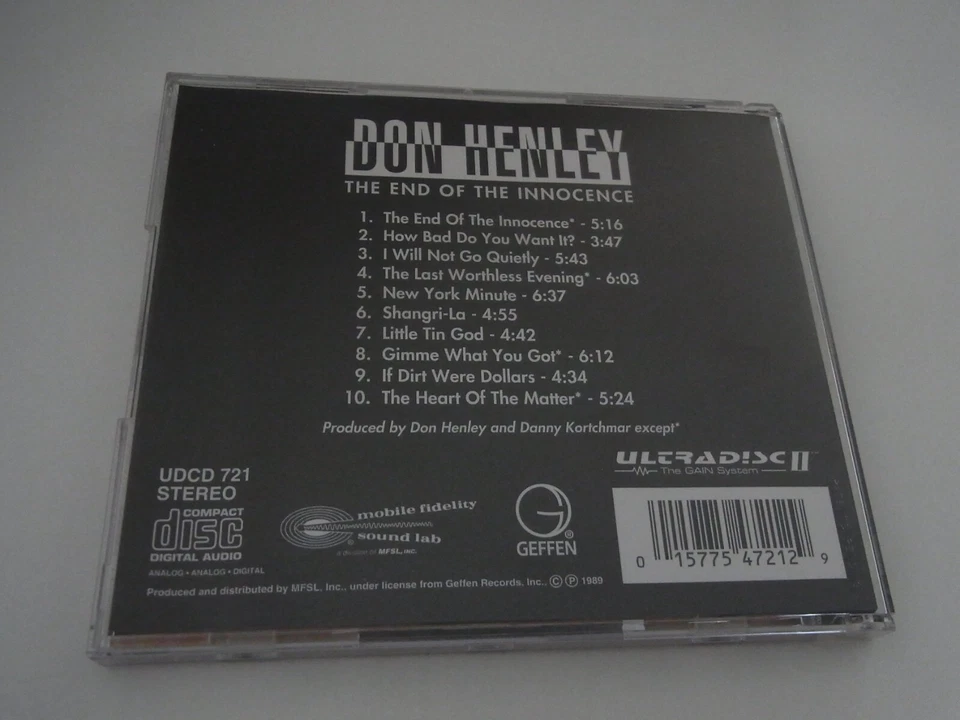 DON HENLEY
THE END OF THE INNOCENCE
1. The End Of The Innocence* - 5:16
2. How Bad Do You Want It? - 3:47
3. I Will Not Go Quietly - 5:43
4. The Last Worthless Evening* - 6:03
5. New York Minute - 6:37
6. Shangri-La - 4:55
7. Little Tin God - 4:42
8. Gimme What You Got* - 6:12
9. If Dirt Were Dollars - 4:34
10. The Heart Of The Matter* - 5:24
Produced by Don Henley and Danny Kortchmar except*
ULTRADISC II™
The GAIN System
UDCD 721
STEREO
COMPACT
disc
DIGITAL AUDIO
ANALOG • ANALOG • DIGITAL
mobile fidelity
sound lab
®
a division of MFSL, INC.
G
®
GEFFEN
0 15775 47212 9
Produced and distributed by MFSL, Inc., under license from Geffen Records, Inc., © ℗ 1989